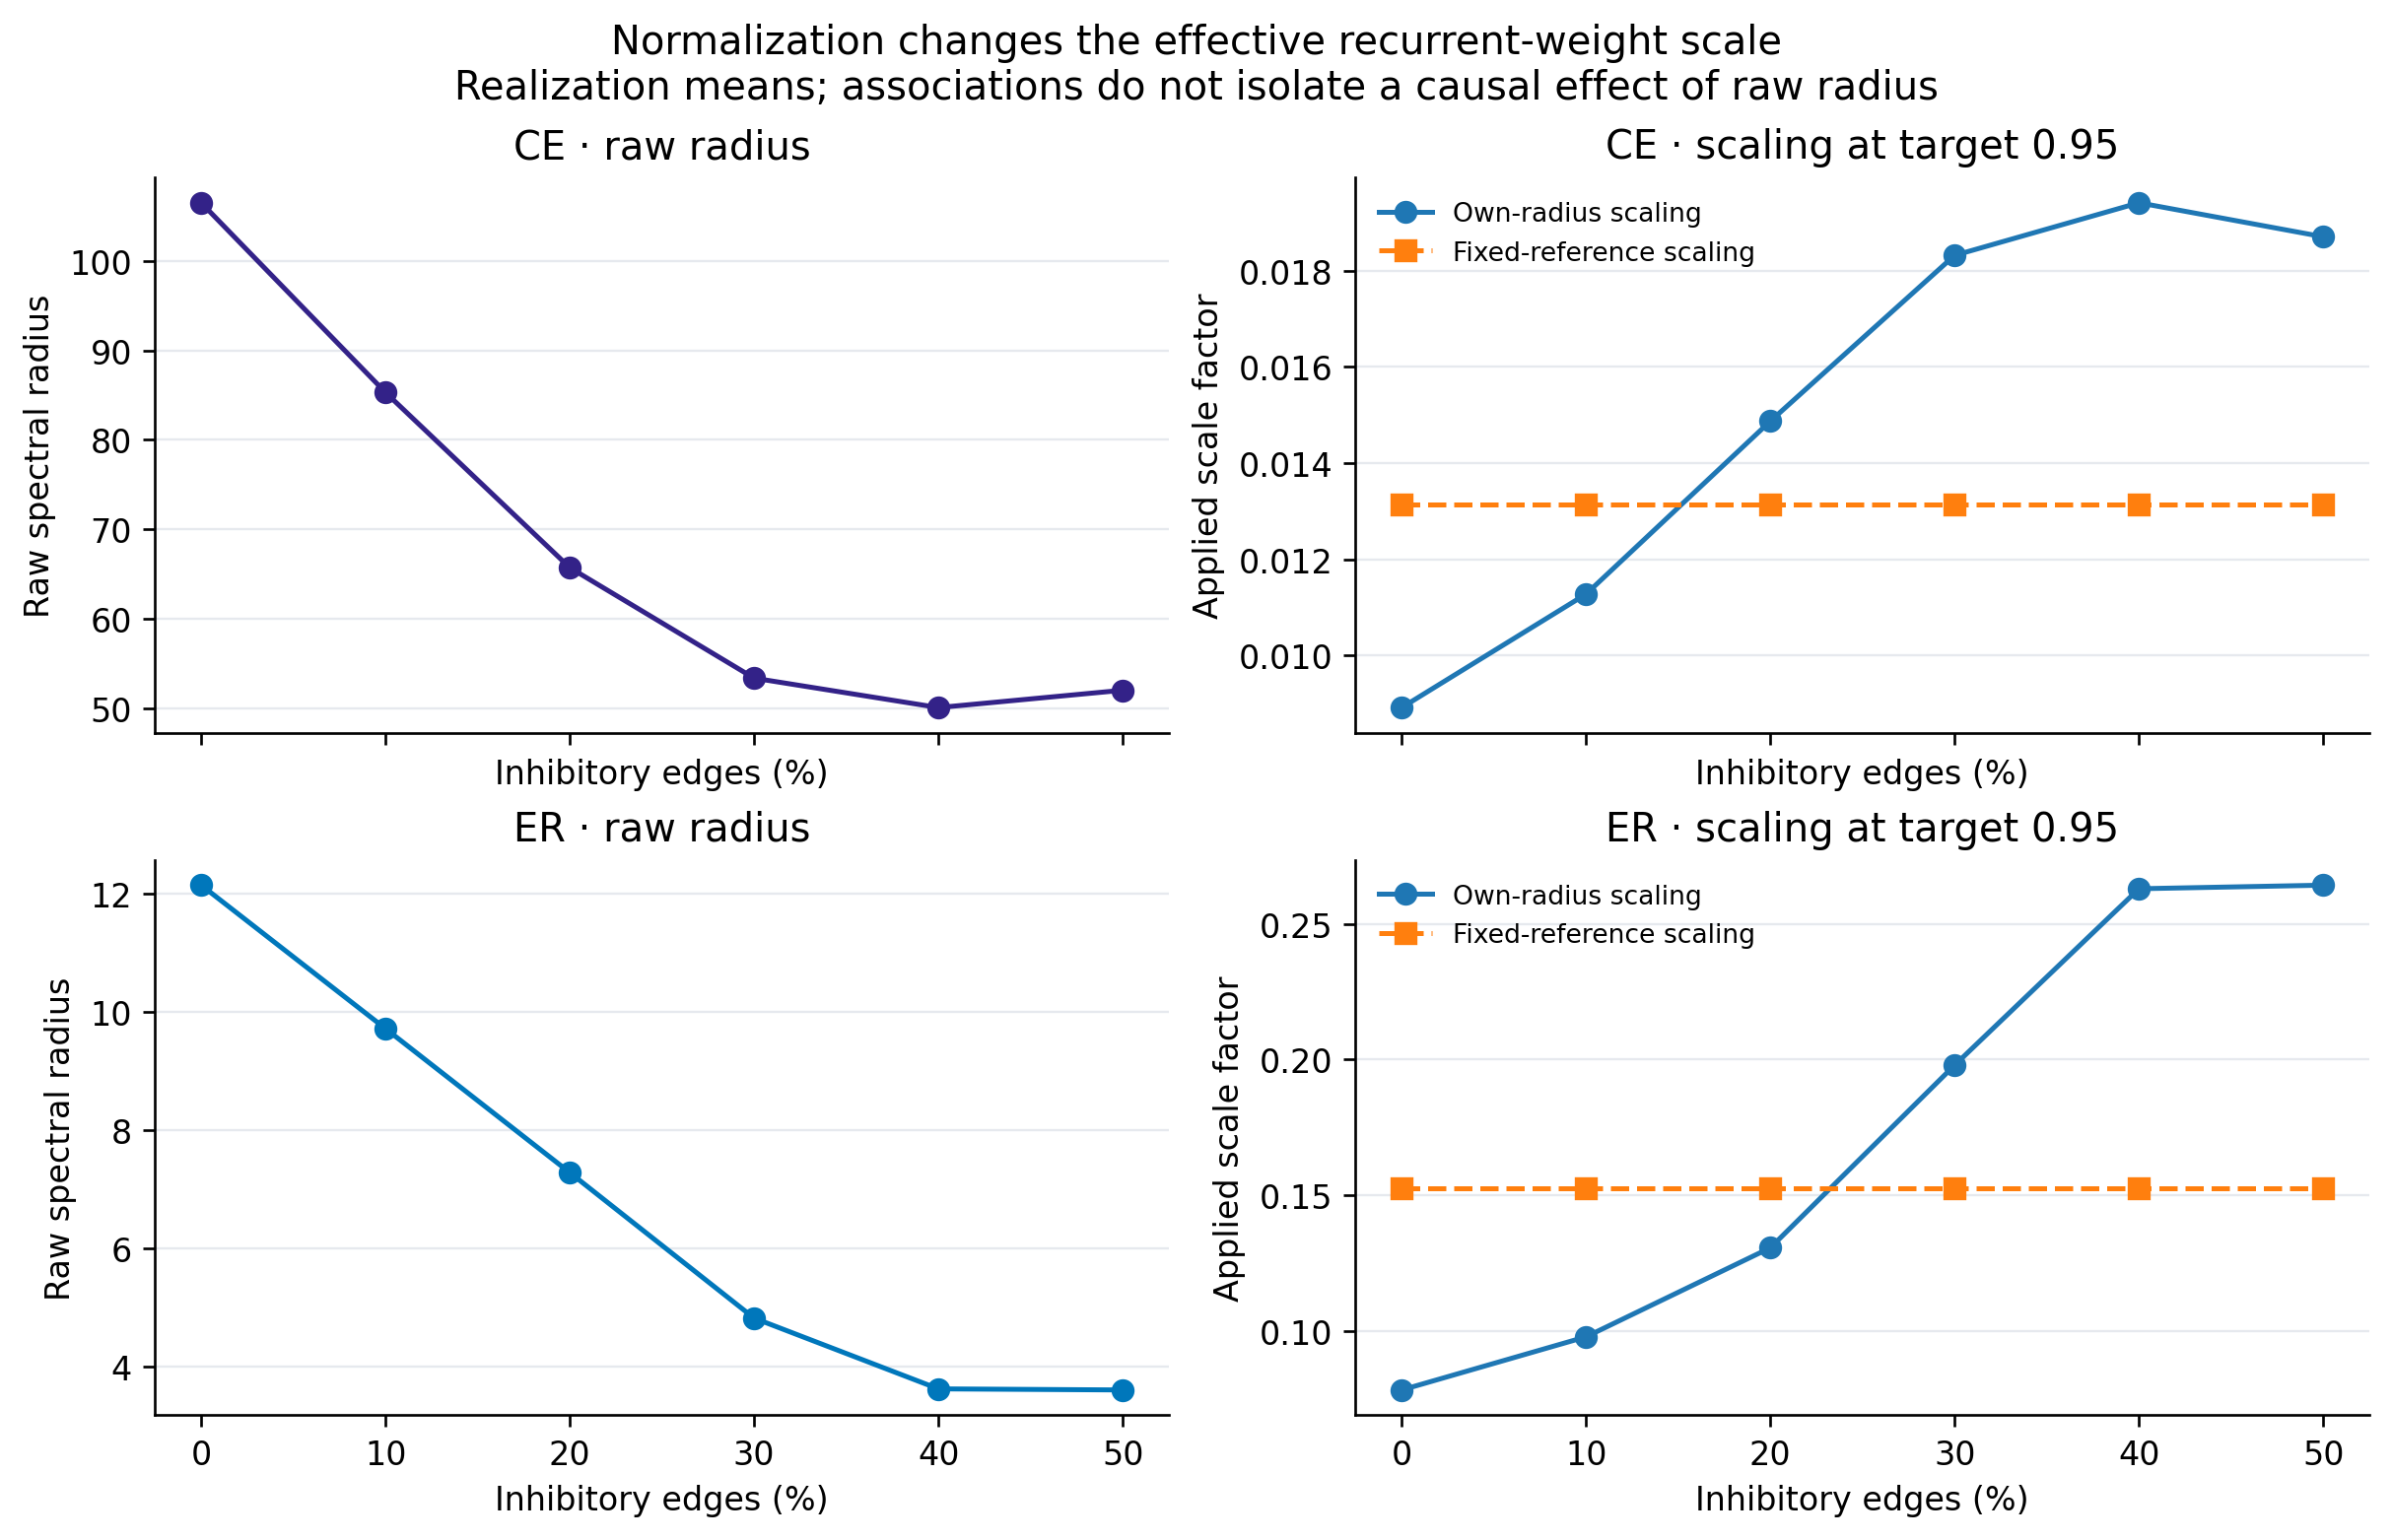 Normalization changes the effective recurrent-weight scale
Realization means; associations do not isolate a causal effect of raw radius
CE · raw radius
Raw spectral radius
100
90
80
70
60
50
Inhibitory edges (%)
CE · scaling at target 0.95
Own-radius scaling
Fixed-reference scaling
Applied scale factor
0.018
0.016
0.014
0.012
0.010
Inhibitory edges (%)
ER · raw radius
Raw spectral radius
12
10
8
6
4
0 10 20 30 40 50
Inhibitory edges (%)
ER · scaling at target 0.95
Own-radius scaling
Fixed-reference scaling
Applied scale factor
0.25
0.20
0.15
0.10
0 10 20 30 40 50
Inhibitory edges (%)